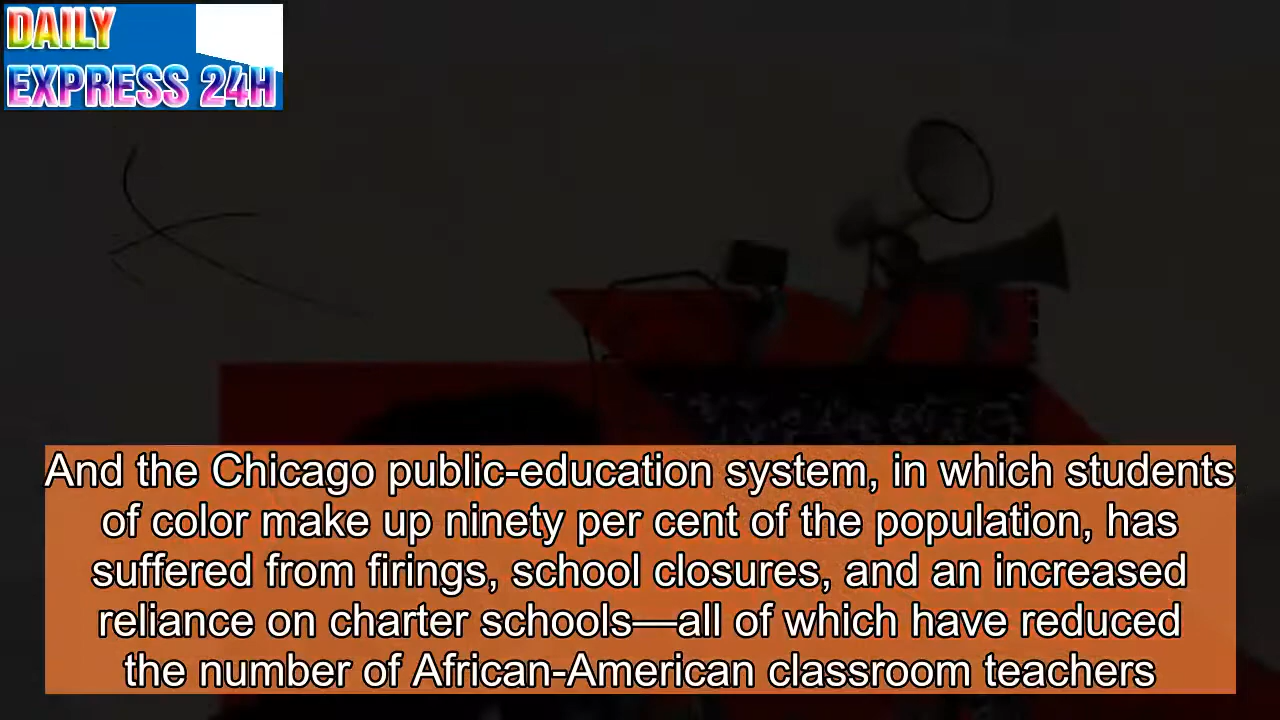 DAILY
EXPRESS 24H
And the Chicago public-education system, in which students
of color make up ninety per cent of the population, has
suffered from firings, school closures, and an increased
reliance on charter schools—all of which have reduced
the number of African-American classroom teachers